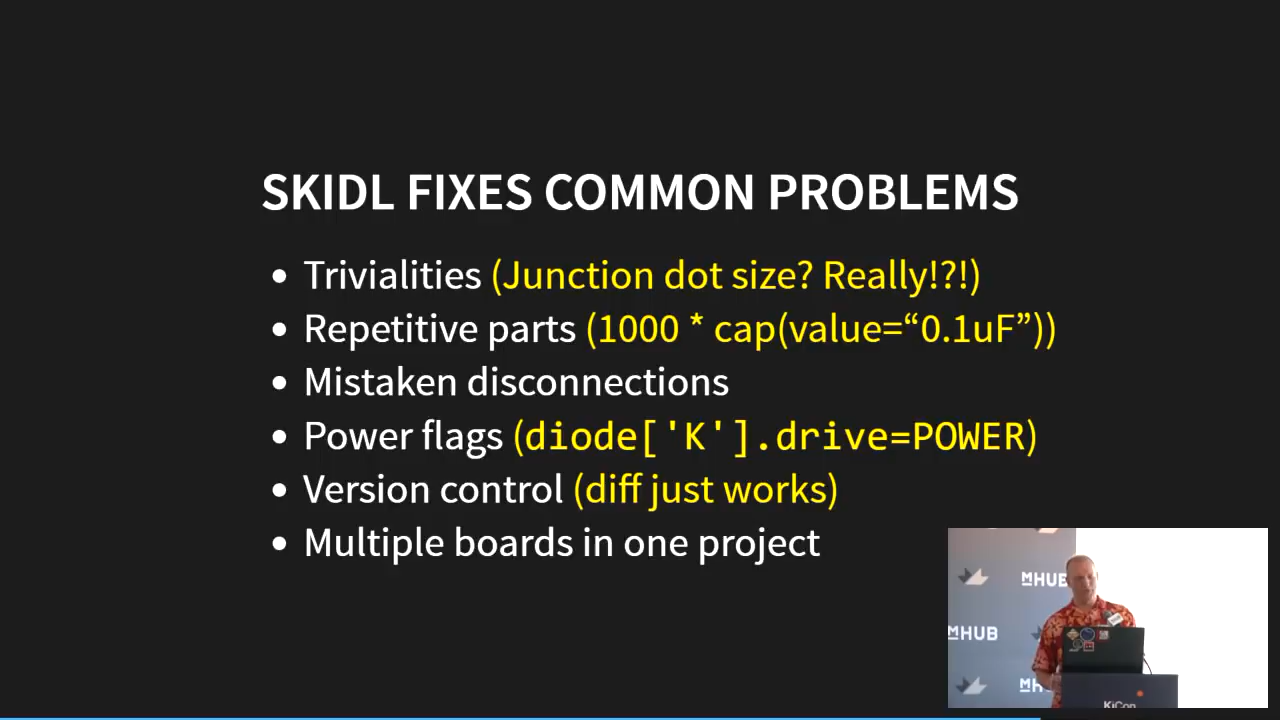 SKIDL FIXES COMMON PROBLEMS
• Trivialities (Junction dot size? Really!?!)
• Repetitive parts (1000 * cap(value=“0.1uF”))
• Mistaken disconnections
• Power flags (diode['K'].drive=POWER)
• Version control (diff just works)
• Multiple boards in one project
MHUB
MHUB
MH
KiCon